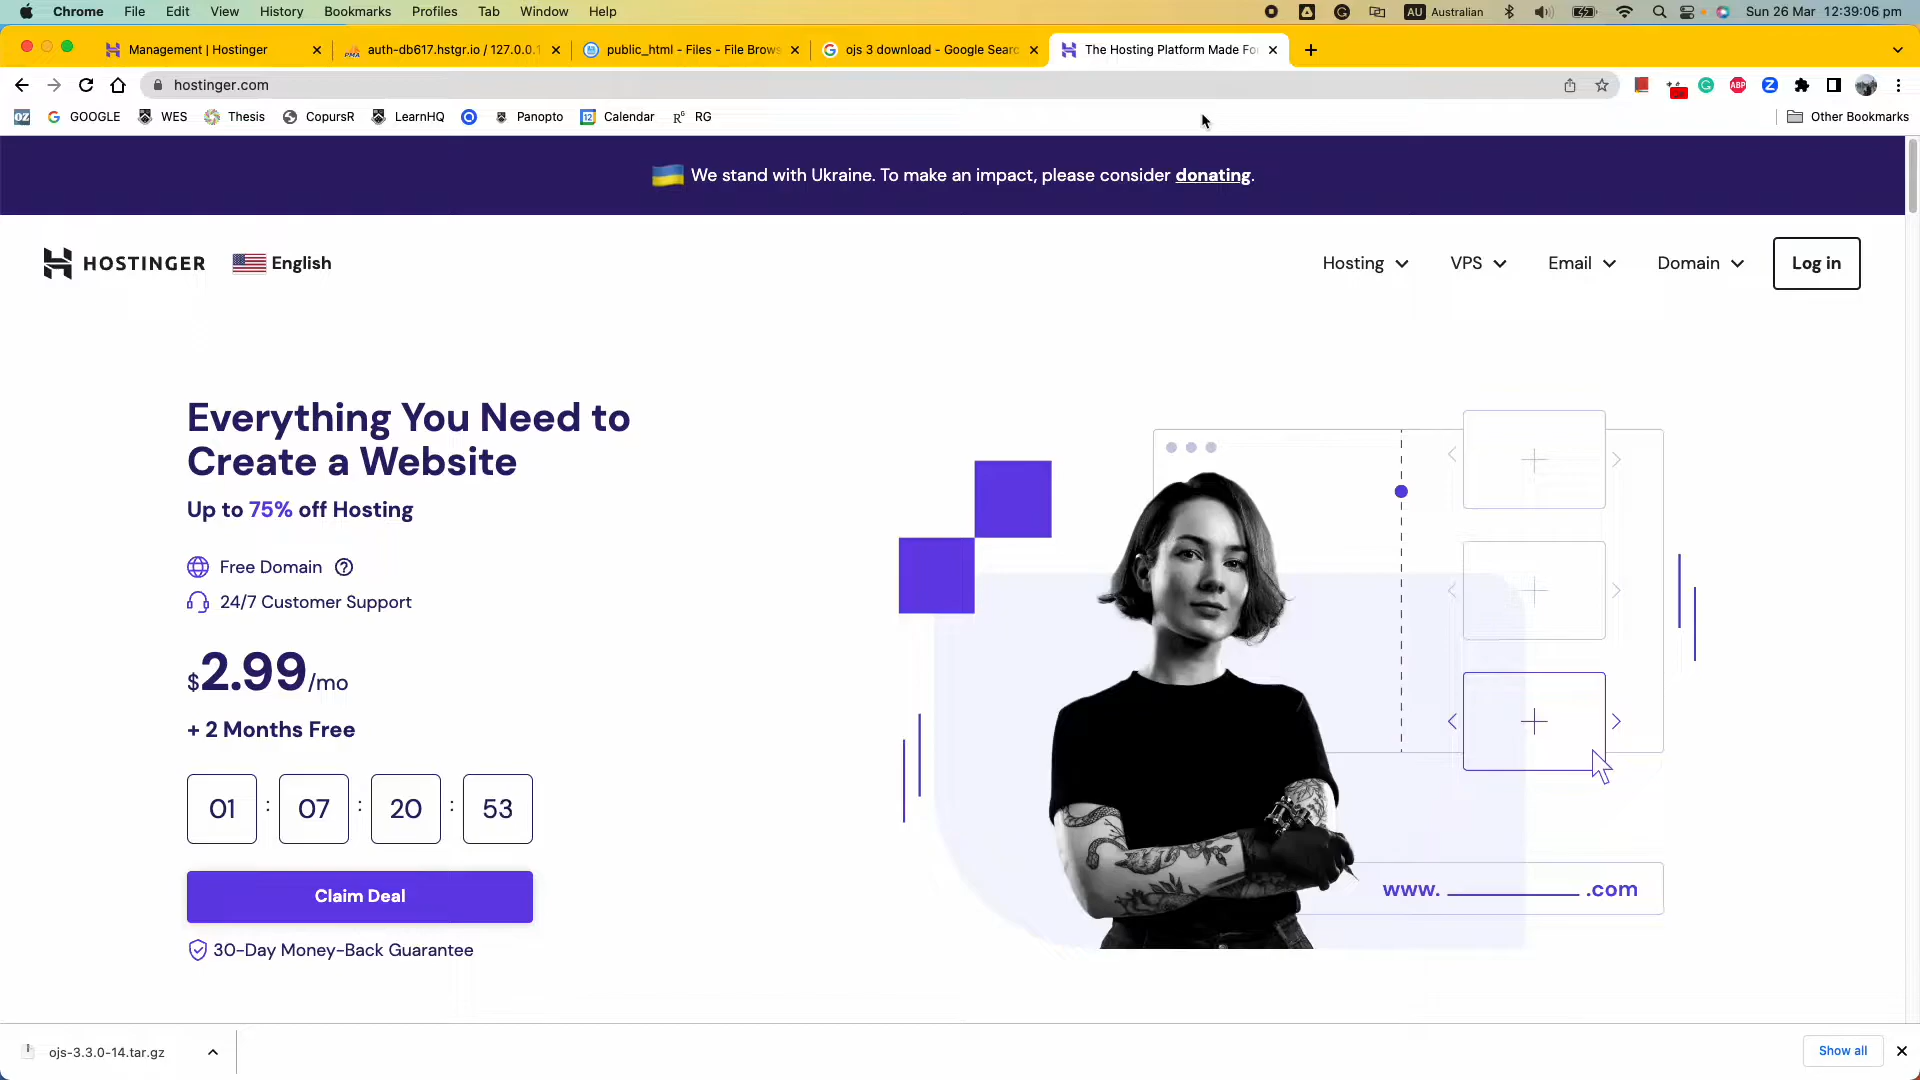 Chrome File Edit View History Bookmarks Profiles Tab Window Help AU Australian Sun 26 Mar 12:39:06 pm
Management | Hostinger
auth-db617.hstgr.io / 127.0.0.1
public_html - Files - File Brows
ojs 3 download - Google Searc
The Hosting Platform Made Fo
hostinger.com
ABP
GOOGLE WES Thesis CopursR LearnHQ Panopto 12 Calendar R⁶ RG Other Bookmarks
We stand with Ukraine. To make an impact, please consider donating.
HOSTINGER English Hosting VPS Email Domain Log in
Everything You Need to
Create a Website
Up to 75% off Hosting
Free Domain
24/7 Customer Support
$2.99/mo
+ 2 Months Free
01 : 07 : 20 : 53
Claim Deal
30-Day Money-Back Guarantee
www. .com
ojs-3.3.0-14.tar.gz Show all